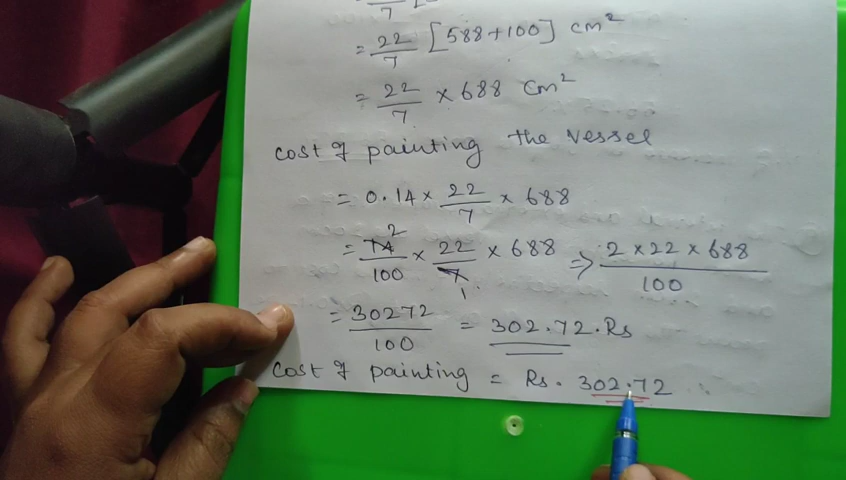 = 22/7 [588+100] cm²
= 22/7 × 688 cm²
cost of painting the vessel
= 0.14 × 22/7 × 688
= 14/100 2 × 22/7 1 × 688 ⇒ 2 × 22 × 688/100
= 30272/100 = 302.72.Rs
cost of painting = Rs. 302.72